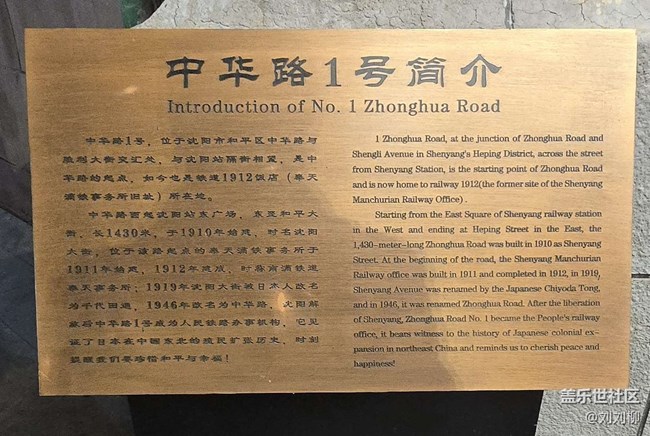 中华路1号简介
Introduction of No. 1 Zhonghua Road
中华路1号，位于沈阳市和平区中华路与
胜利大街交汇处，与沈阳站隔街相望，是中
华路的起点，如今也是铁道1912饭店（奉天
满铁事务所旧址）所在地。
中华路西起沈阳站东广场，东至和平大
街，长1430米，于1910年始建，时名沈阳
大街，位于该路起点的奉天满铁事务所于
1911年始建，1912年建成，时称南满铁道
奉天事务所；1919年沈阳大街被日本人改名
为千代田通，1946年改名为中华路，沈阳解
放后中华路1号成为人民铁路办事机构，它见
证了日本在中国东北的殖民扩张历史，时刻
提醒我们要珍惜和平与幸福！
1 Zhonghua Road, at the junction of Zhonghua Road and
Shengli Avenue in Shenyang's Heping District, across the street
from Shenyang Station, is the starting point of Zhonghua Road
and is now home to railway 1912(the former site of the Shenyang
Manchurian Railway Office) .
Starting from the East Square of Shenyang railway station
in the West and ending at Heping Street in the East, the
1,430-meter-long Zhonghua Road was built in 1910 as Shenyang
Street. At the beginning of the road, the Shenyang Manchurian
Railway office was built in 1911 and completed in 1912, in 1919,
Shenyang Avenue was renamed by the Japanese Chiyoda Tong,
and in 1946, it was renamed Zhonghua Road. After the liberation
of Shenyang, Zhonghua Road No. 1 became the People's railway
office, it bears witness to the history of Japanese colonial ex-
pansion in northeast China and reminds us to cherish peace and
happiness!
盖乐世社区
@刘刘柳